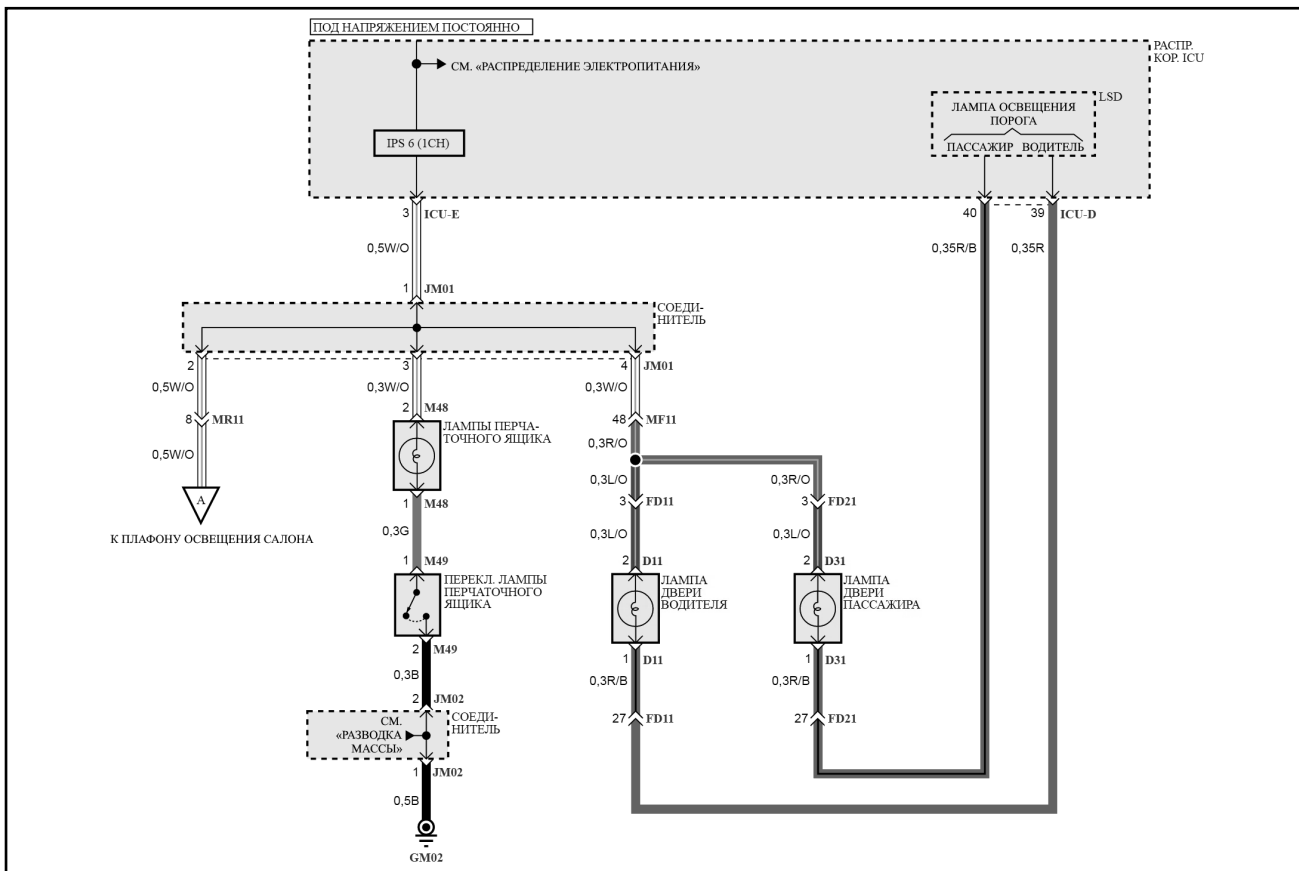 ПОД НАПРЯЖЕНИЕМ ПОСТОЯННО
РАСПР.
КОР. ICU
СМ. «РАСПРЕДЕЛЕНИЕ ЭЛЕКТРОПИТАНИЯ»
LSD
ЛАМПА ОСВЕЩЕНИЯ
ПОРОГА
ПАССАЖИР ВОДИТЕЛЬ
IPS 6 (1CH)
3 ICU-E
40 39 ICU-D
0,5W/O
0,35R/B 0,35R
1 JM01
СОЕДИ-
НИТЕЛЬ
2 3 4 JM01
0,5W/O 0,3W/O 0,3W/O
8 MR11
2 M48
48 MF11
ЛАМПЫ ПЕРЧА-
ТОЧНОГО ЯЩИКА
0,5W/O
0,3R/O
0,3L/O 0,3R/O
A
1 M48
3 FD11
3 FD21
К ПЛАФОНУ ОСВЕЩЕНИЯ САЛОНА
0,3G
0,3L/O 0,3L/O
1 M49
2 D11
2 D31
ПЕРЕКЛ. ЛАМПЫ
ПЕРЧАТОЧНОГО
ЯЩИКА
ЛАМПА
ДВЕРИ
ВОДИТЕЛЯ
ЛАМПА
ДВЕРИ
ПАССАЖИРА
2 M49
1 D11
1 D31
0,3B
0,3R/B 0,3R/B
2 JM02
27 FD11
27 FD21
СМ.
«РАЗВОДКА
МАССЫ»
СОЕДИ-
НИТЕЛЬ
1 JM02
0,5B
GM02